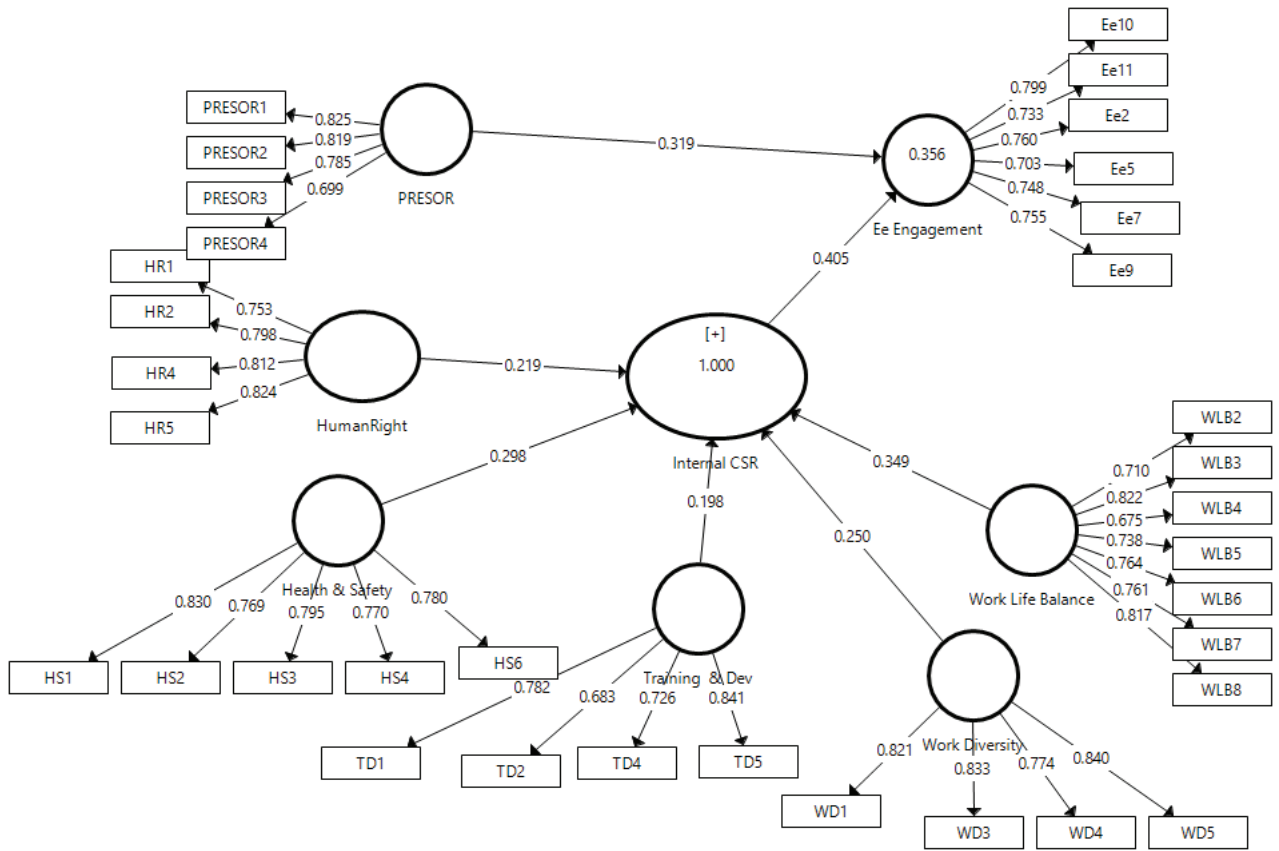 Ee10
0.799
Ee11
0.733
Ee2
0.760
Ee5
0.703
Ee7
0.748
Ee9
0.755
0.356
Ee Engagement
PRESOR1
0.825
PRESOR2
0.819
PRESOR3
0.785
PRESOR4
0.699
PRESOR
0.319
0.405
HR1
0.753
HR2
0.798
HR4
0.812
HR5
0.824
HumanRight
0.219
[+]
1.000
Internal CSR
0.298
0.198
0.250
0.349
Health & Safety
0.830
0.769
0.795
0.770
0.780
HS1
HS2
HS3
HS4
HS6
Training & Dev
0.782
0.683
0.726
0.841
TD1
TD2
TD4
TD5
Work Diversity
0.821
0.833
0.774
0.840
WD1
WD3
WD4
WD5
Work Life Balance
WLB2
0.710
WLB3
0.822
WLB4
0.675
WLB5
0.738
WLB6
0.764
WLB7
0.761
WLB8
0.817